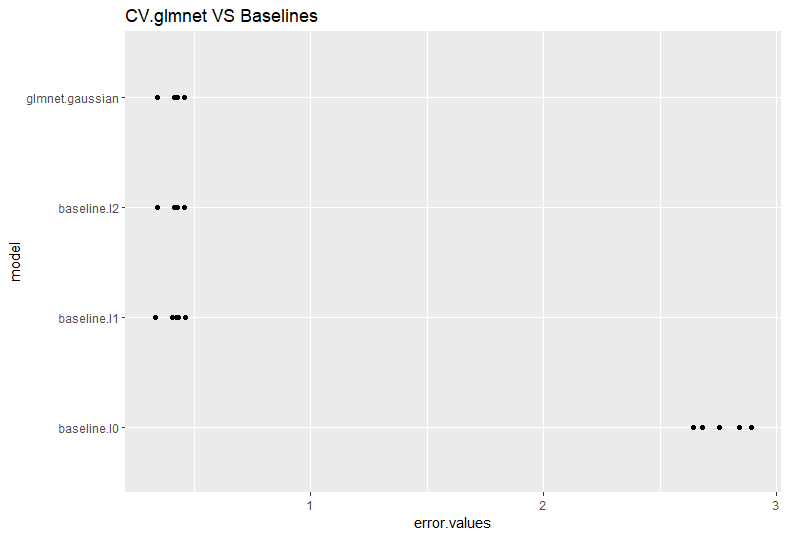 CV.glmnet VS Baselines
glmnet.gaussian
baseline.l2
baseline.l1
baseline.l0
model
1
2
3
error.values